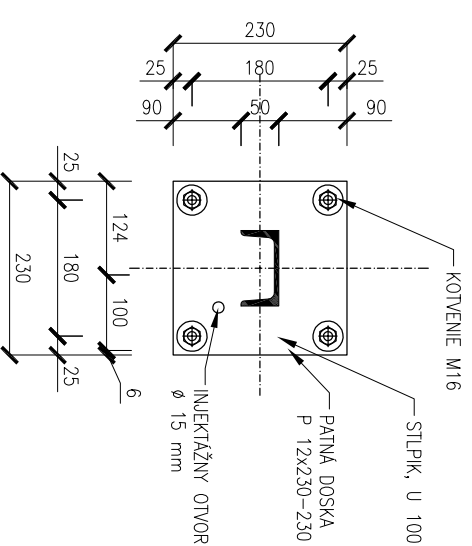 230
25 180 25
90 50 90
25
180
25
230
124
100
6
KOTVENIE M16
STĹPIK, U 100
PATNÁ DOSKA
P 12x230-230
INJEKTÁŽNY OTVOR
ø 15 mm